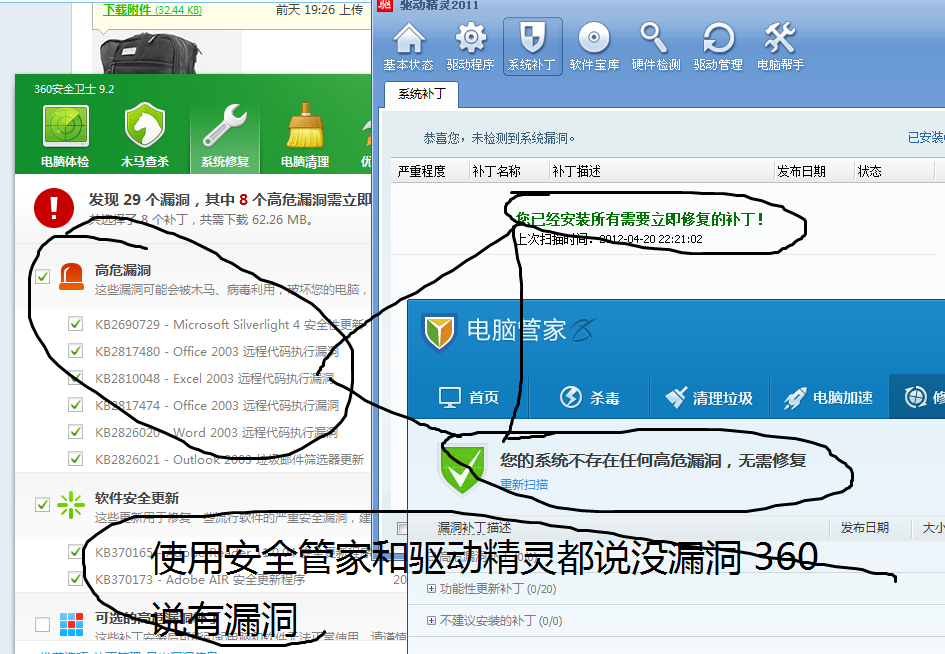 下载附件 (32.44 KB)
前天 19:26 上传
360安全卫士 9.2
电脑体检
木马查杀
系统修复
电脑清理
发现 29 个漏洞，其中 8 个高危漏洞需立即
共选择了 8 个补丁，共需下载 62.26 MB。
高危漏洞
这些漏洞可能会被木马、病毒利用，破坏您的电脑，
KB2690729 - Microsoft Silverlight 4 安全性更新
KB2817480 - Office 2003 远程代码执行漏洞
KB2810048 - Excel 2003 远程代码执行漏洞
KB2817474 - Office 2003 远程代码执行漏洞
KB2826020 - Word 2003 远程代码执行漏洞
KB2826021 - Outlook 2003 垃圾邮件筛选器更新
软件安全更新
这些更新用于修复一些流行软件的严重安全漏洞，建
KB370165 - Adobe Reader
KB370173 - Adobe AIR 安全更新程序
20
可选的高危漏洞补丁
驱动精灵2011
基本状态
驱动程序
系统补丁
软件宝库
硬件检测
驱动管理
电脑帮手
系统补丁
恭喜您，未检测到系统漏洞。
已安装
严重程度
补丁名称
补丁描述
发布日期
状态
您已经安装所有需要立即修复的补丁！
上次扫描时间：2012-04-20 22:21:02
电脑管家
首页
杀毒
清理垃圾
电脑加速
修
您的系统不存在任何高危漏洞，无需修复
重新扫描
漏洞补丁描述
发布日期
大小
功能性更新补丁 (0/20)
不建议安装的补丁 (0/0)
使用安全管家和驱动精灵都说没漏洞 360
说有漏洞